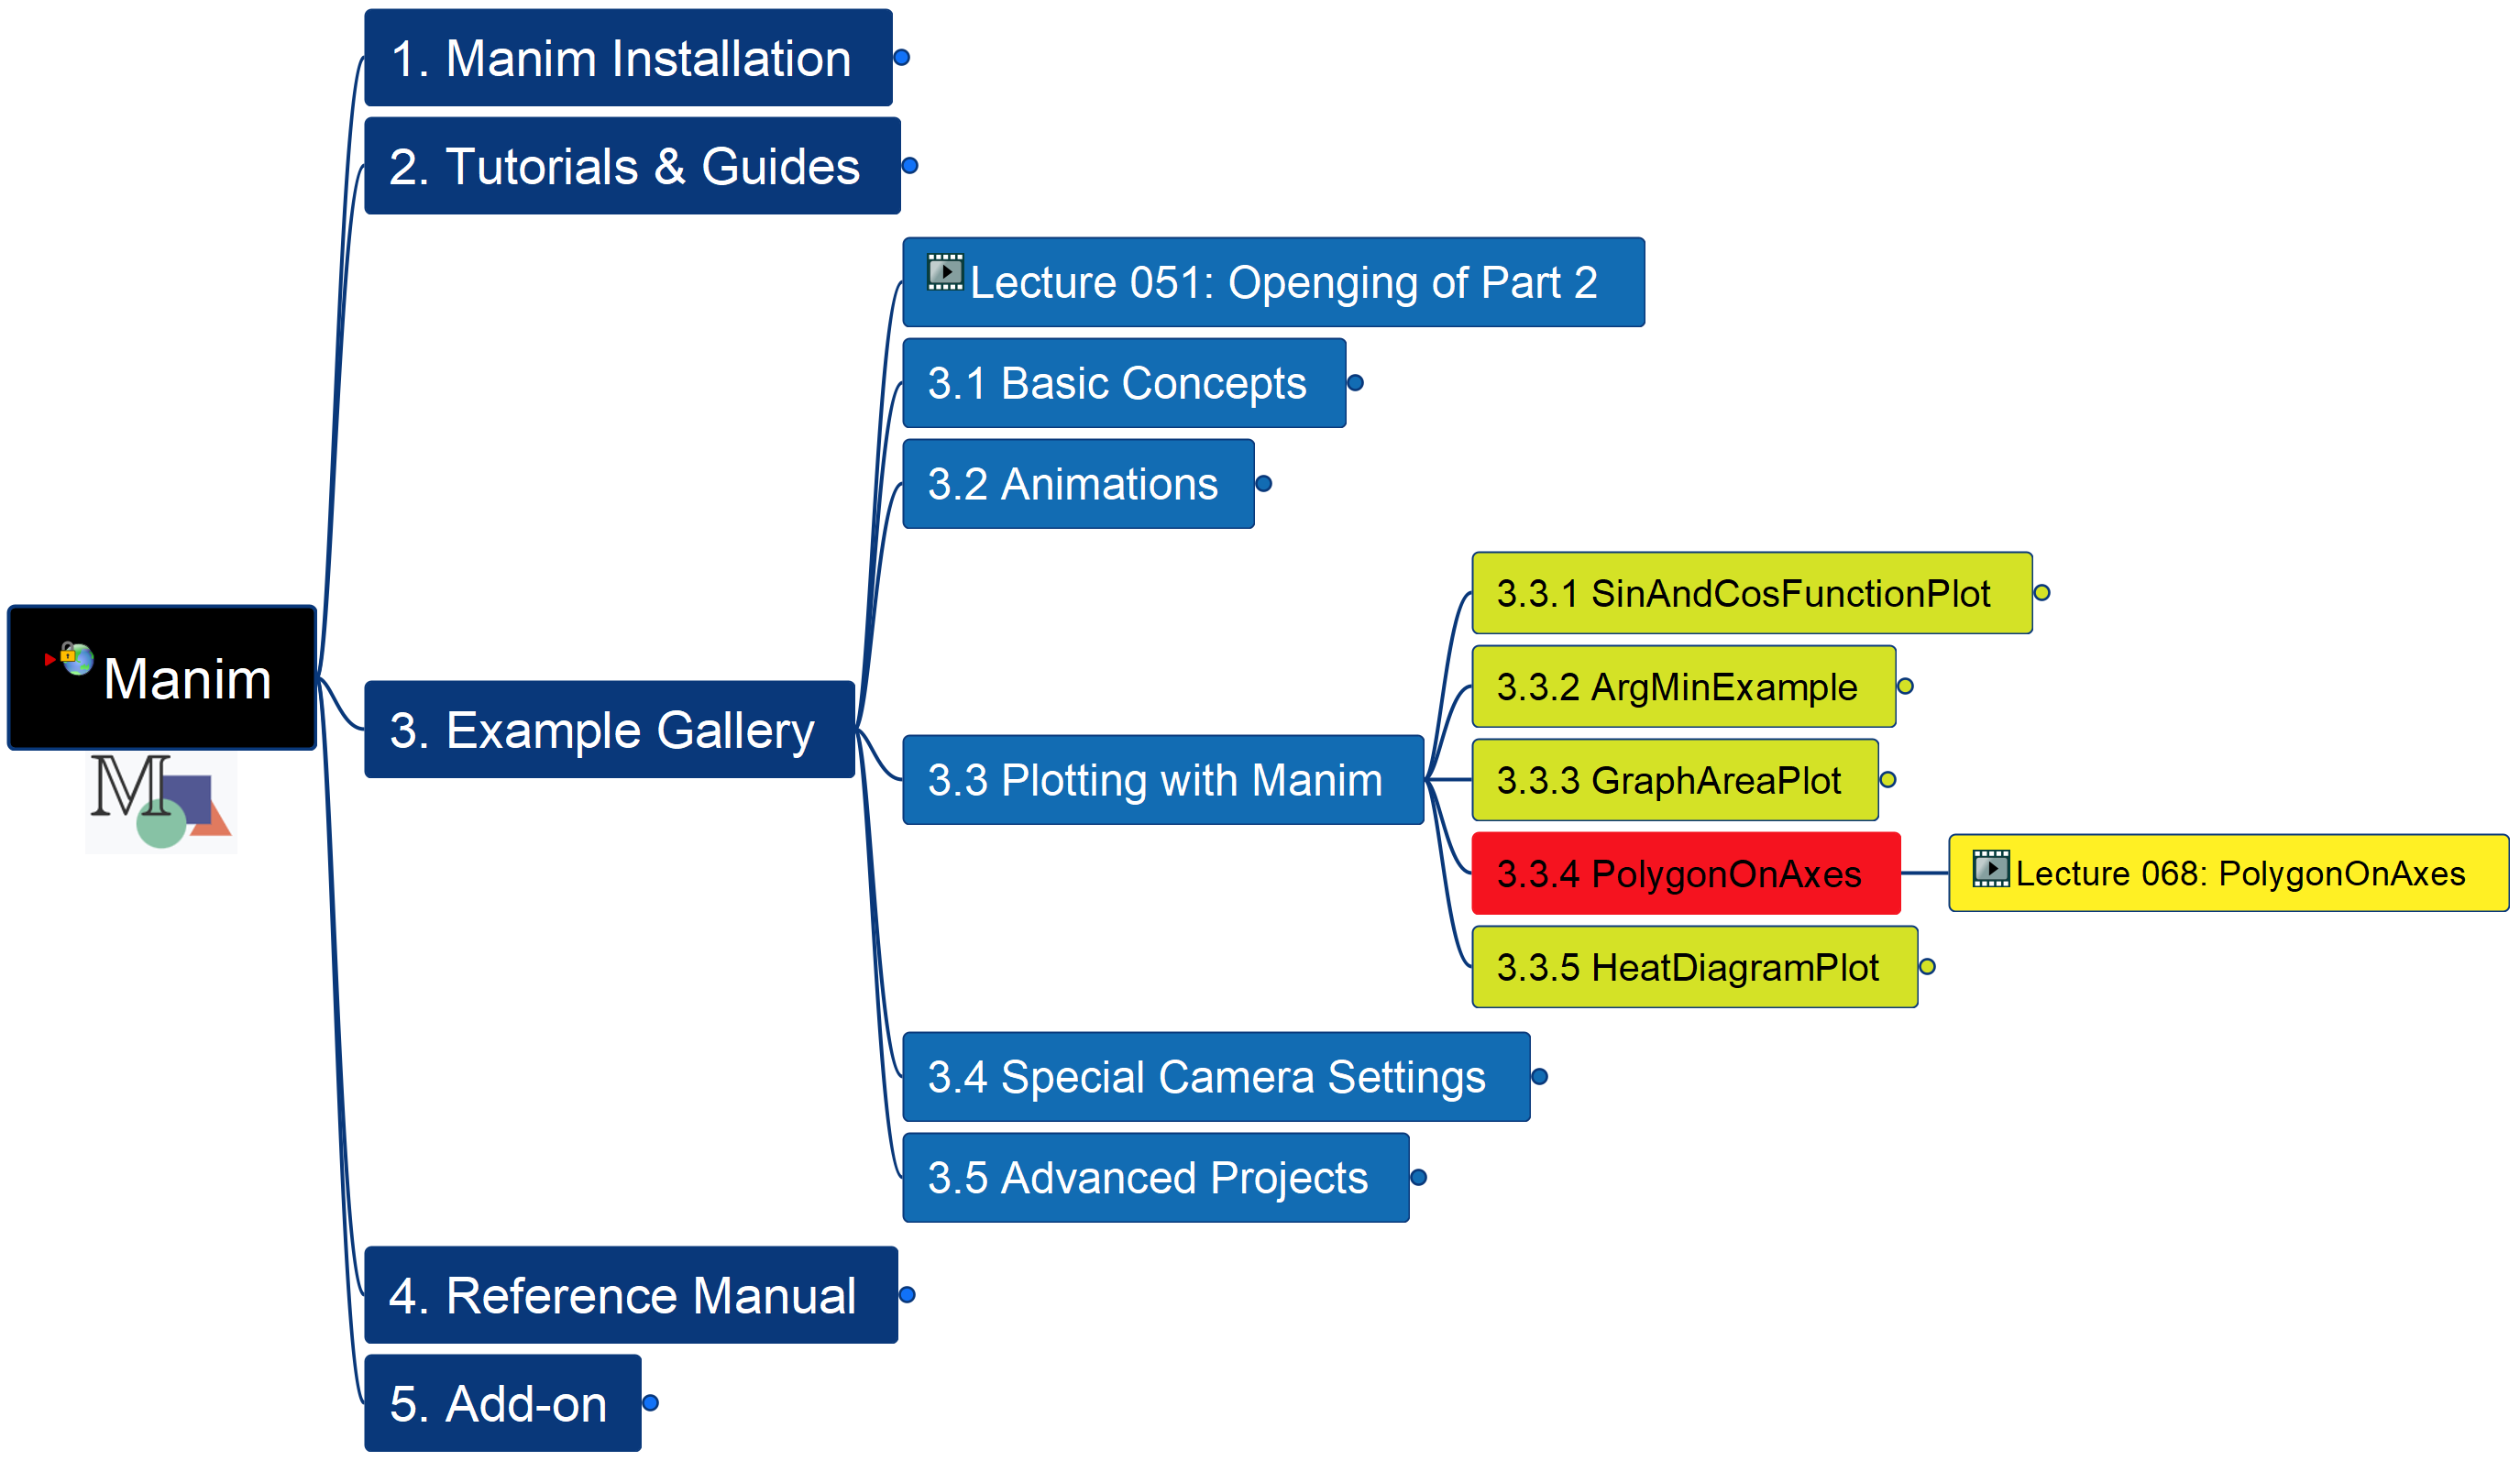 1. Manim Installation
2. Tutorials & Guides
Lecture 051: Openging of Part 2
3.1 Basic Concepts
3.2 Animations
3.3.1 SinAndCosFunctionPlot
3.3.2 ArgMinExample
Manim
3. Example Gallery
3.3 Plotting with Manim
3.3.3 GraphAreaPlot
M
3.3.4 PolygonOnAxes
Lecture 068: PolygonOnAxes
3.3.5 HeatDiagramPlot
3.4 Special Camera Settings
3.5 Advanced Projects
4. Reference Manual
5. Add-on